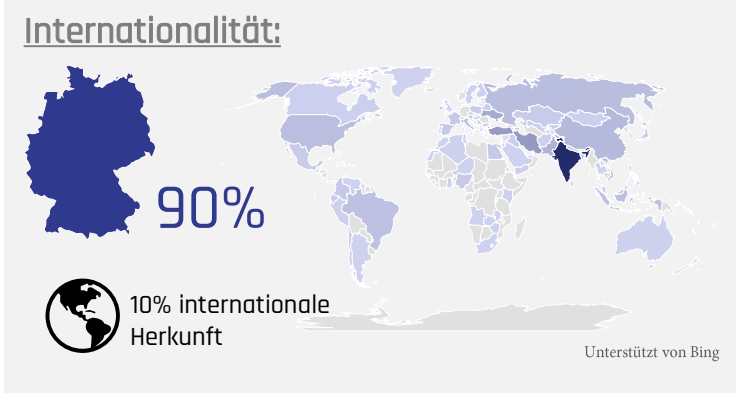 Internationalität:
90%
10% internationale
Herkunft
Unterstützt von Bing